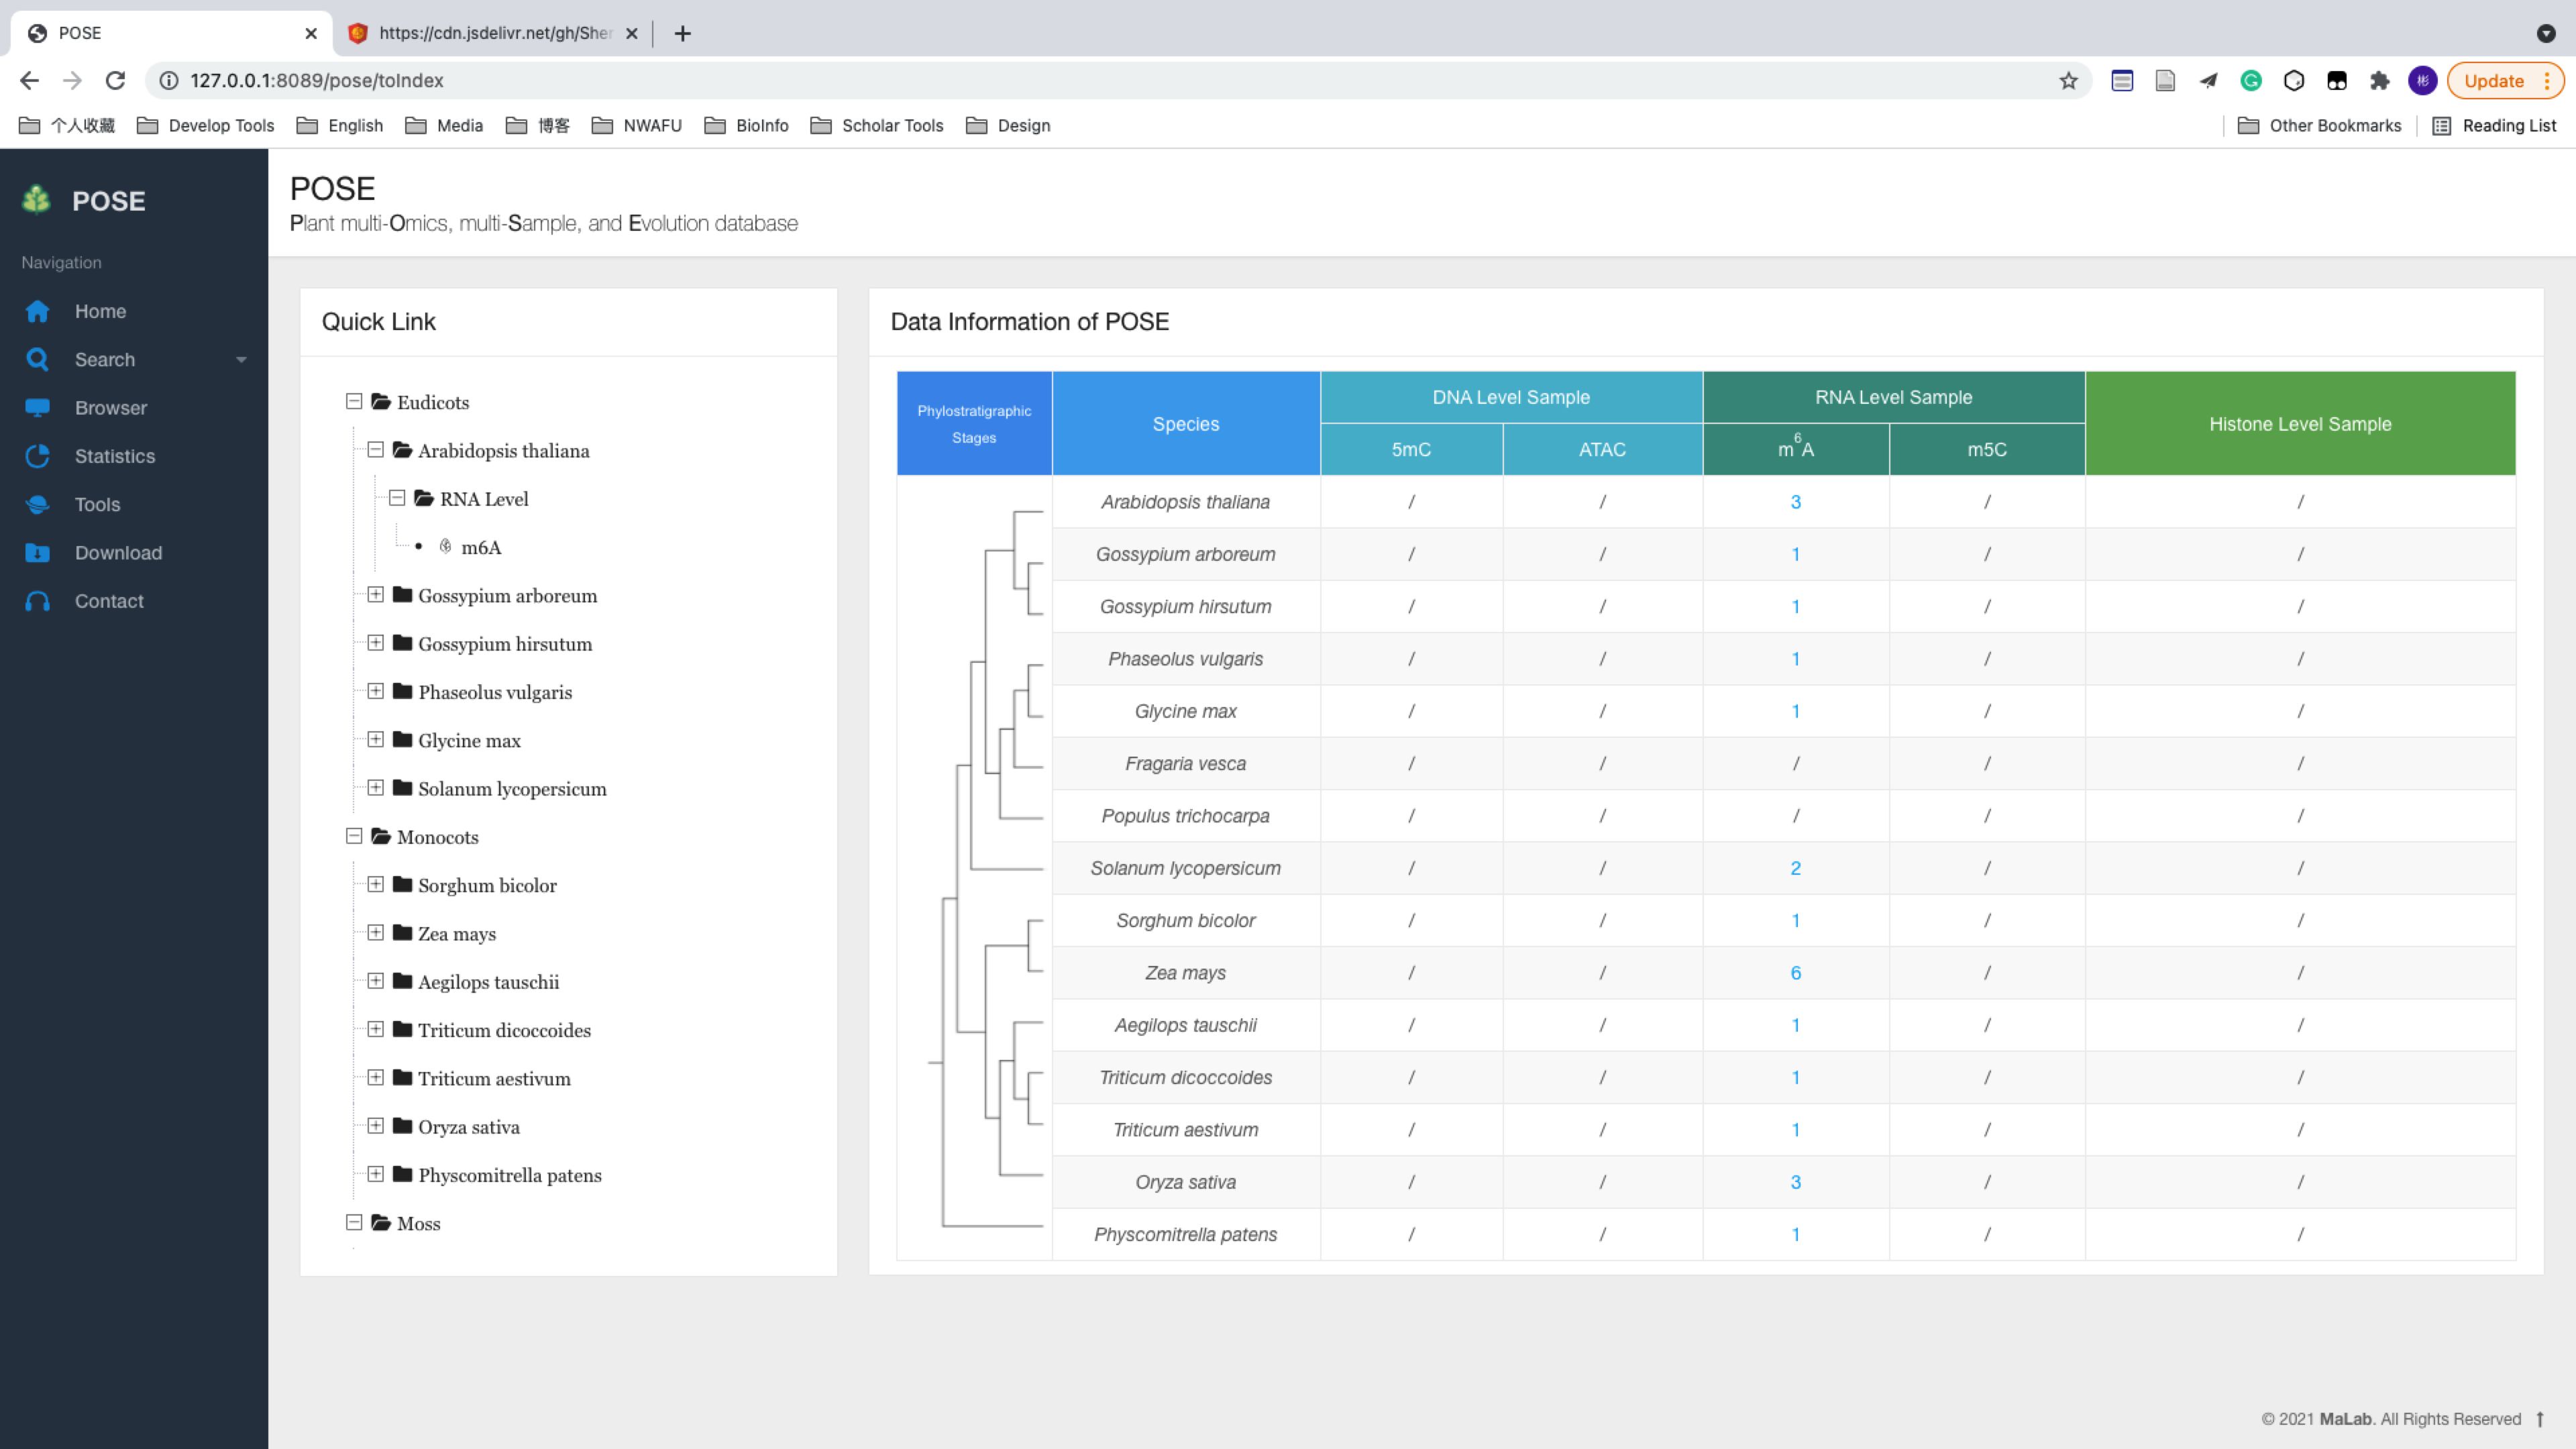 POSE
https://cdn.jsdelivr.net/gh/Sher
127.0.0.1:8089/pose/toIndex
Update
个人收藏 Develop Tools English Media 博客 NWAFU BioInfo Scholar Tools Design Other Bookmarks Reading List
POSE
Navigation
Home
Search
Browser
Statistics
Tools
Download
Contact
POSE
Plant multi-Omics, multi-Sample, and Evolution database
Quick Link
Eudicots
Arabidopsis thaliana
RNA Level
m6A
Gossypium arboreum
Gossypium hirsutum
Phaseolus vulgaris
Glycine max
Solanum lycopersicum
Monocots
Sorghum bicolor
Zea mays
Aegilops tauschii
Triticum dicoccoides
Triticum aestivum
Oryza sativa
Physcomitrella patens
Moss
Data Information of POSE
Phylostratigraphic Stages Species DNA Level Sample RNA Level Sample Histone Level Sample
5mC ATAC m⁶A m5C
Arabidopsis thaliana / / 3 / /
Gossypium arboreum / / 1 / /
Gossypium hirsutum / / 1 / /
Phaseolus vulgaris / / 1 / /
Glycine max / / 1 / /
Fragaria vesca / / / / /
Populus trichocarpa / / / / /
Solanum lycopersicum / / 2 / /
Sorghum bicolor / / 1 / /
Zea mays / / 6 / /
Aegilops tauschii / / 1 / /
Triticum dicoccoides / / 1 / /
Triticum aestivum / / 1 / /
Oryza sativa / / 3 / /
Physcomitrella patens / / 1 / /
© 2021 MaLab. All Rights Reserved